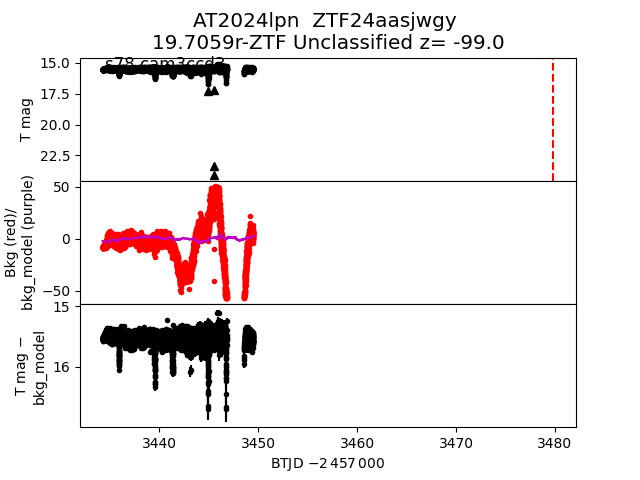 AT2024lpn  ZTF24aasjwgy
19.7059r-ZTF Unclassified z= -99.0
s78 cam3ccd3
15.0
17.5
20.0
22.5
T mag
50
0
−50
Bkg (red)/
bkg_model (purple)
15
16
T mag −
bkg_model
3440 3450 3460 3470 3480
BTJD −2 457 000